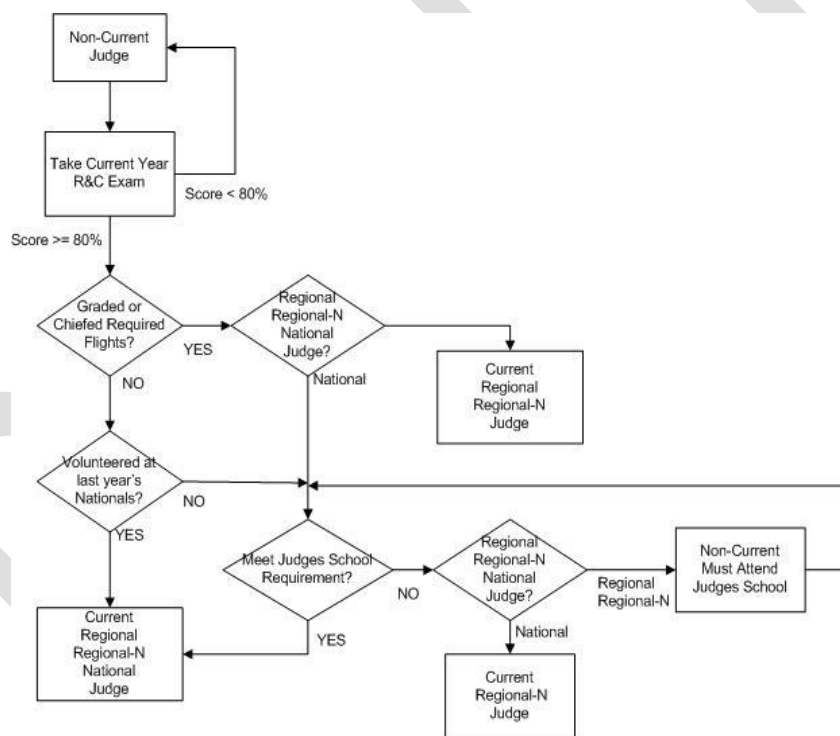 Non-Current
Judge
Take Current Year
R&C Exam
Score < 80%
Score >= 80%
Graded or
Chiefed Required
Flights?
YES
NO
Regional
Regional-N
National
Judge?
National
Current
Regional
Regional-N
Judge
Volunteered at
last year's
Nationals?
NO
YES
Meet Judges School
Requirement?
NO
YES
Regional
Regional-N
National
Judge?
Regional
Regional-N
National
Non-Current
Must Attend
Judges School
Current
Regional
Regional-N
National
Judge
Current
Regional-N
Judge